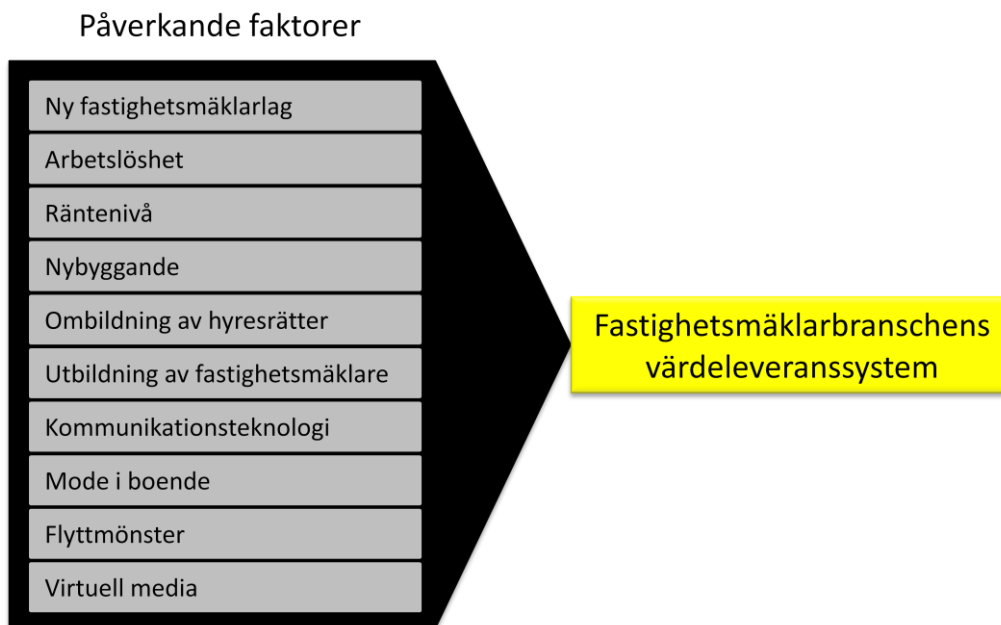 Påverkande faktorer
Ny fastighetsmäklarlag
Arbetslöshet
Räntenivå
Nybyggande
Ombildning av hyresrätter
Utbildning av fastighetsmäklare
Kommunikationsteknologi
Mode i boende
Flyttmönster
Virtuell media
Fastighetsmäklarbranschens
värdeleveranssystem